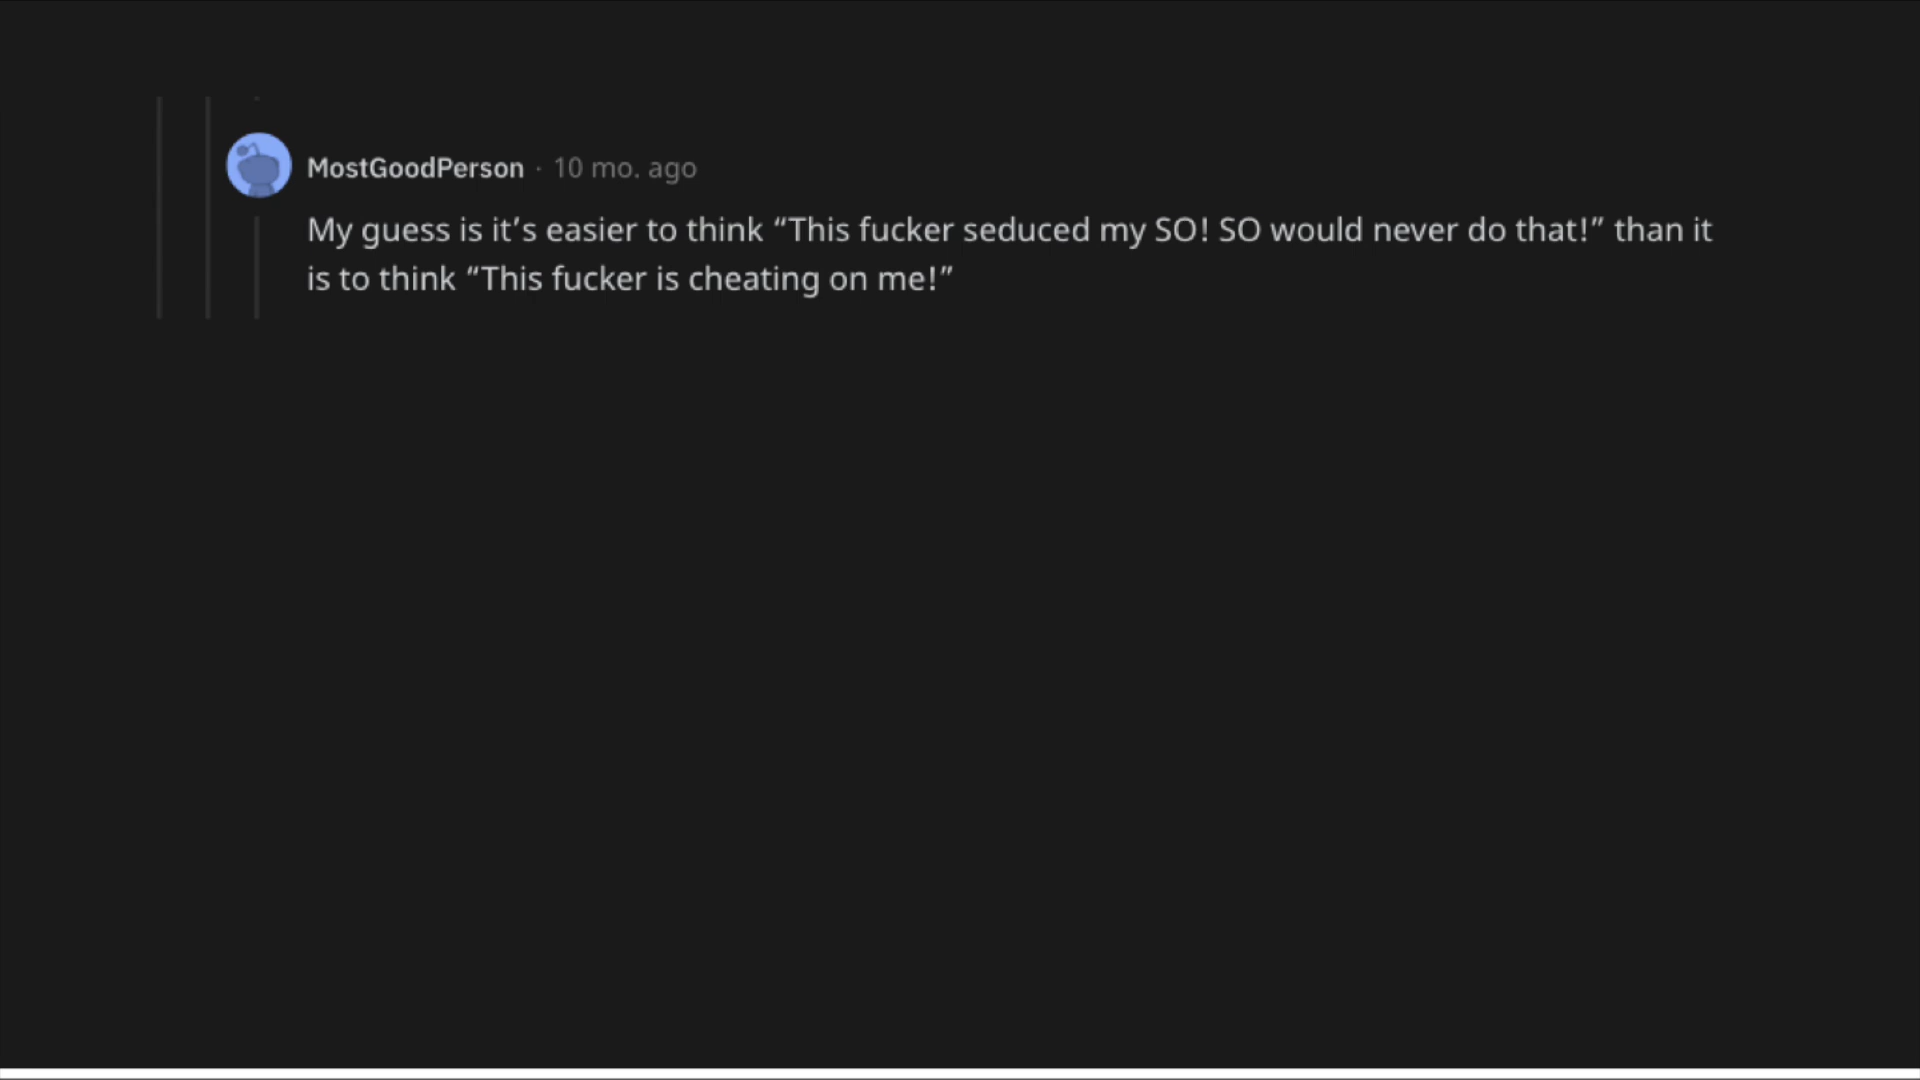 MostGoodPerson · 10 mo. ago
My guess is it’s easier to think “This fucker seduced my SO! SO would never do that!” than it
is to think “This fucker is cheating on me!”